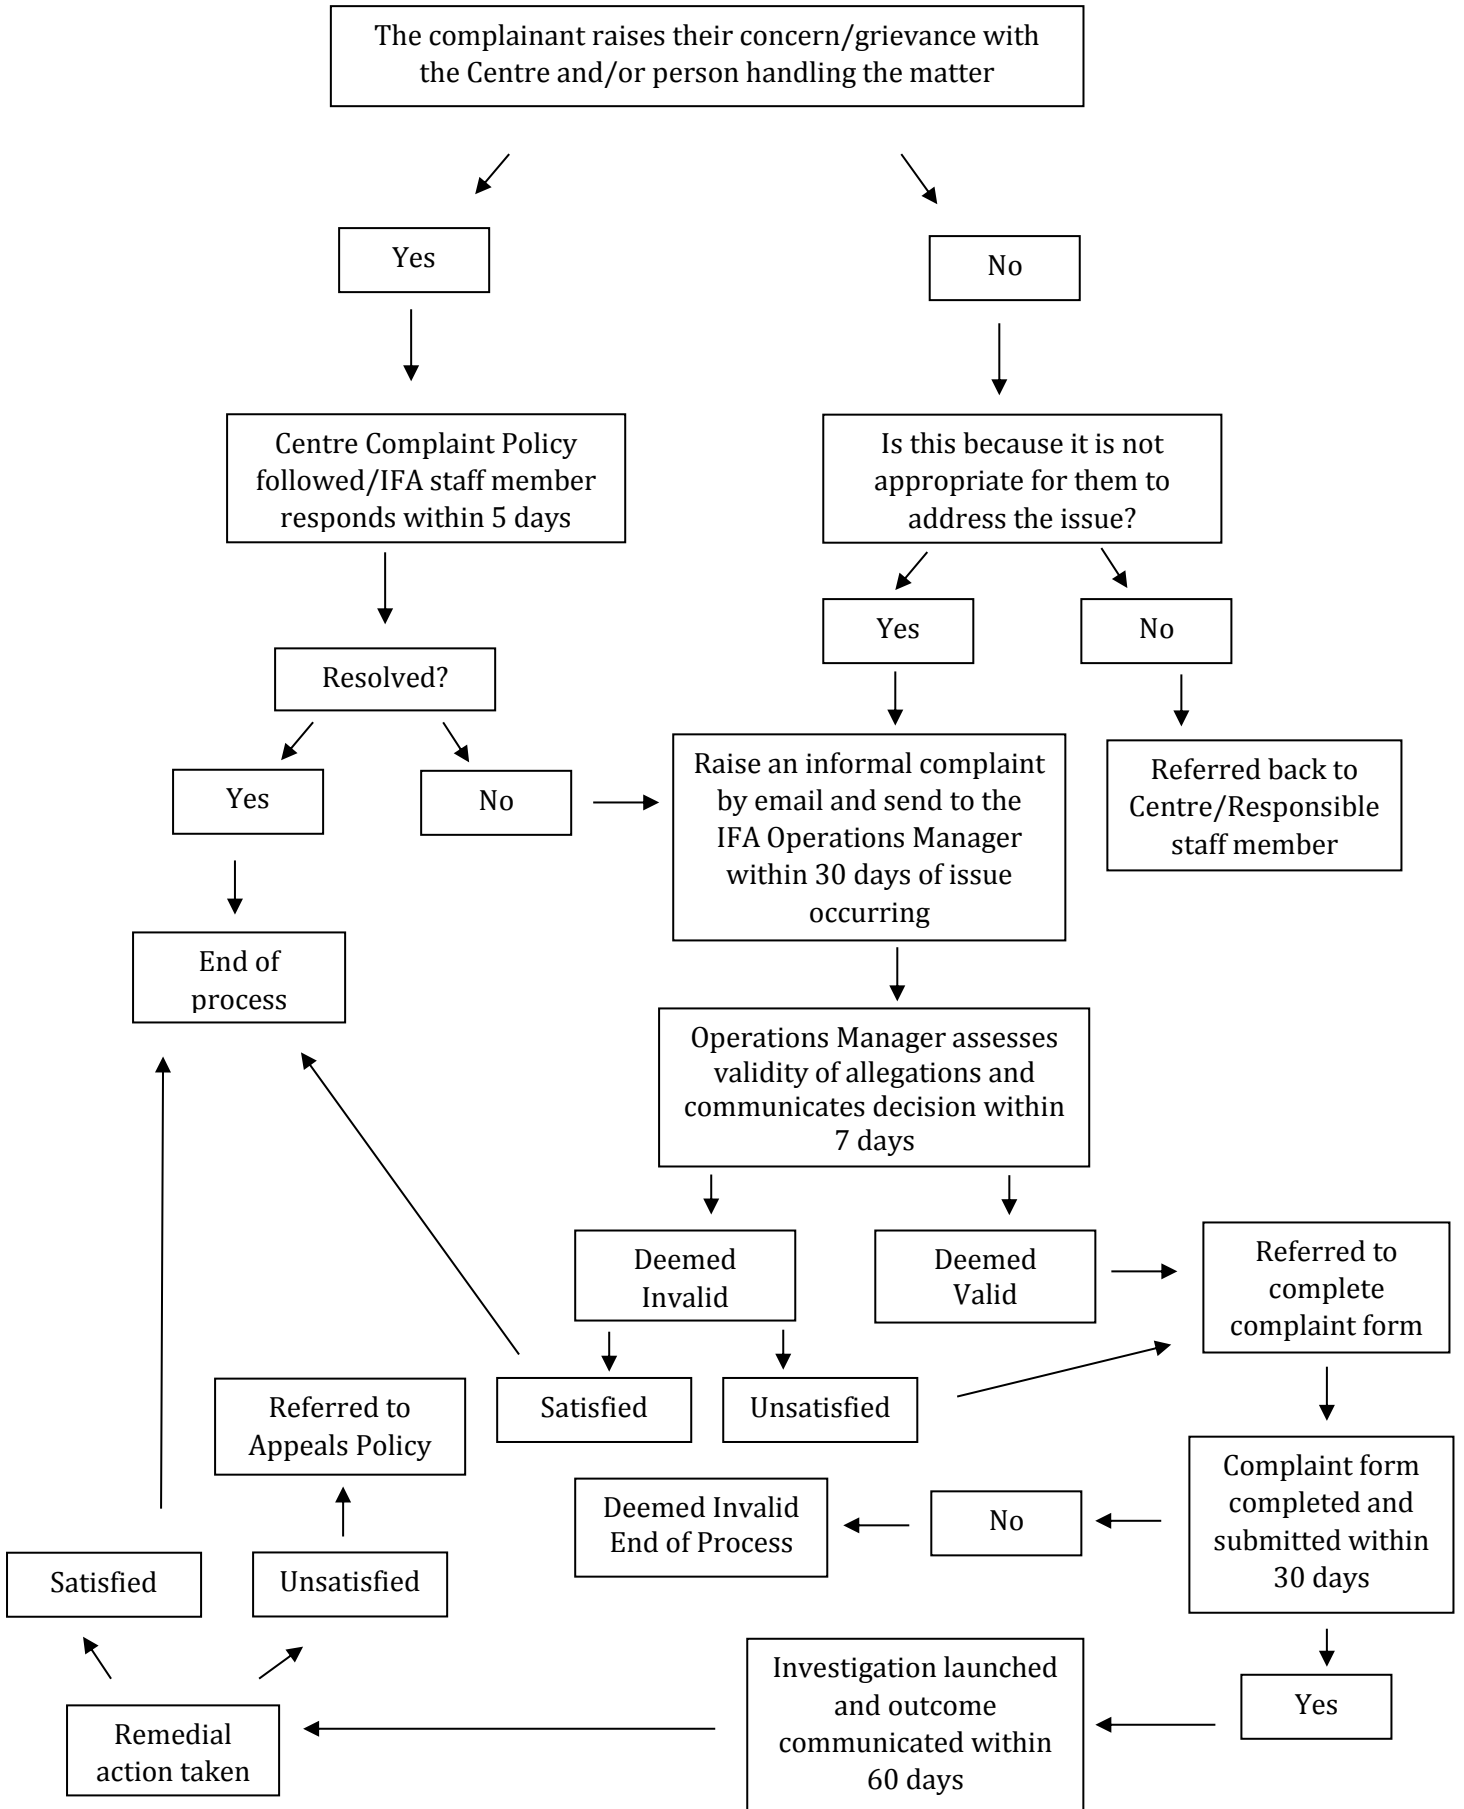 The complainant raises their concern/grievance with
the Centre and/or person handling the matter
Yes
No
Centre Complaint Policy
followed/IFA staff member
responds within 5 days
Is this because it is not
appropriate for them to
address the issue?
Yes
No
Resolved?
Yes
No
Raise an informal complaint
by email and send to the
IFA Operations Manager
within 30 days of issue
occurring
Referred back to
Centre/Responsible
staff member
End of
process
Operations Manager assesses
validity of allegations and
communicates decision within
7 days
Deemed
Invalid
Deemed
Valid
Referred to
complete
complaint form
Satisfied
Unsatisfied
Referred to
Appeals Policy
Complaint form
completed and
submitted within
30 days
Deemed Invalid
End of Process
No
Satisfied
Unsatisfied
Yes
Investigation launched
and outcome
communicated within
60 days
Remedial
action taken